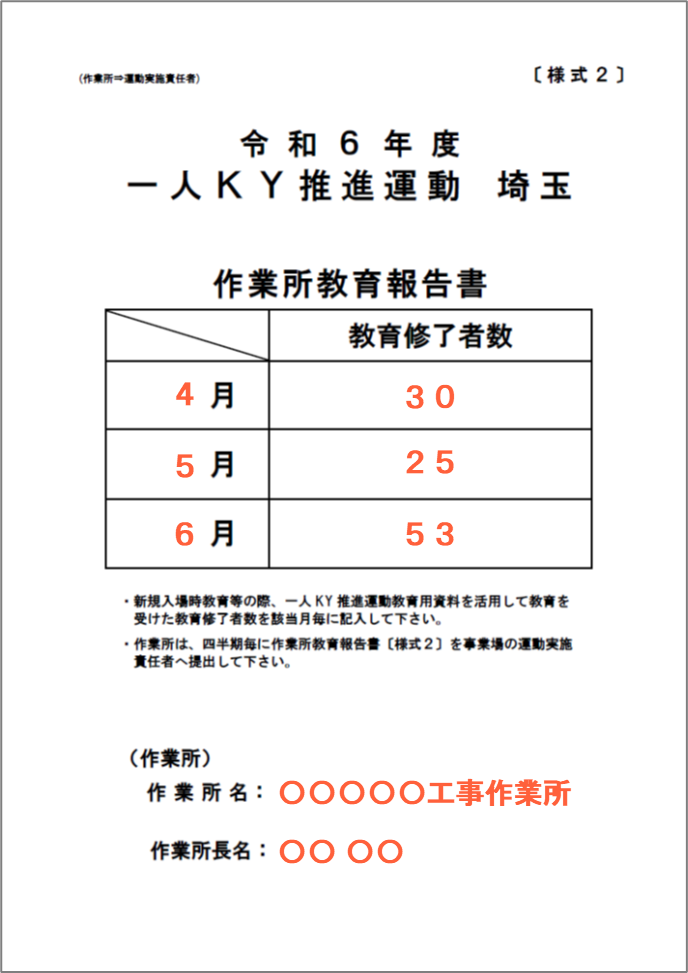 (作業所⇒運動実施責任者)
〔様式２〕
令和６年度
一人ＫＹ推進運動 埼玉
作業所教育報告書
教育修了者数
４月 ３０
５月 ２５
６月 ５３
・新規入場時教育等の際、一人KY推進運動教育用資料を活用して教育を
受けた教育修了者数を該当月毎に記入して下さい。
・作業所は、四半期毎に作業所教育報告書〔様式２〕を事業場の運動実施
責任者へ提出して下さい。
（作業所）
作業所名： 〇〇〇〇〇工事作業所
作業所長名： 〇〇 〇〇